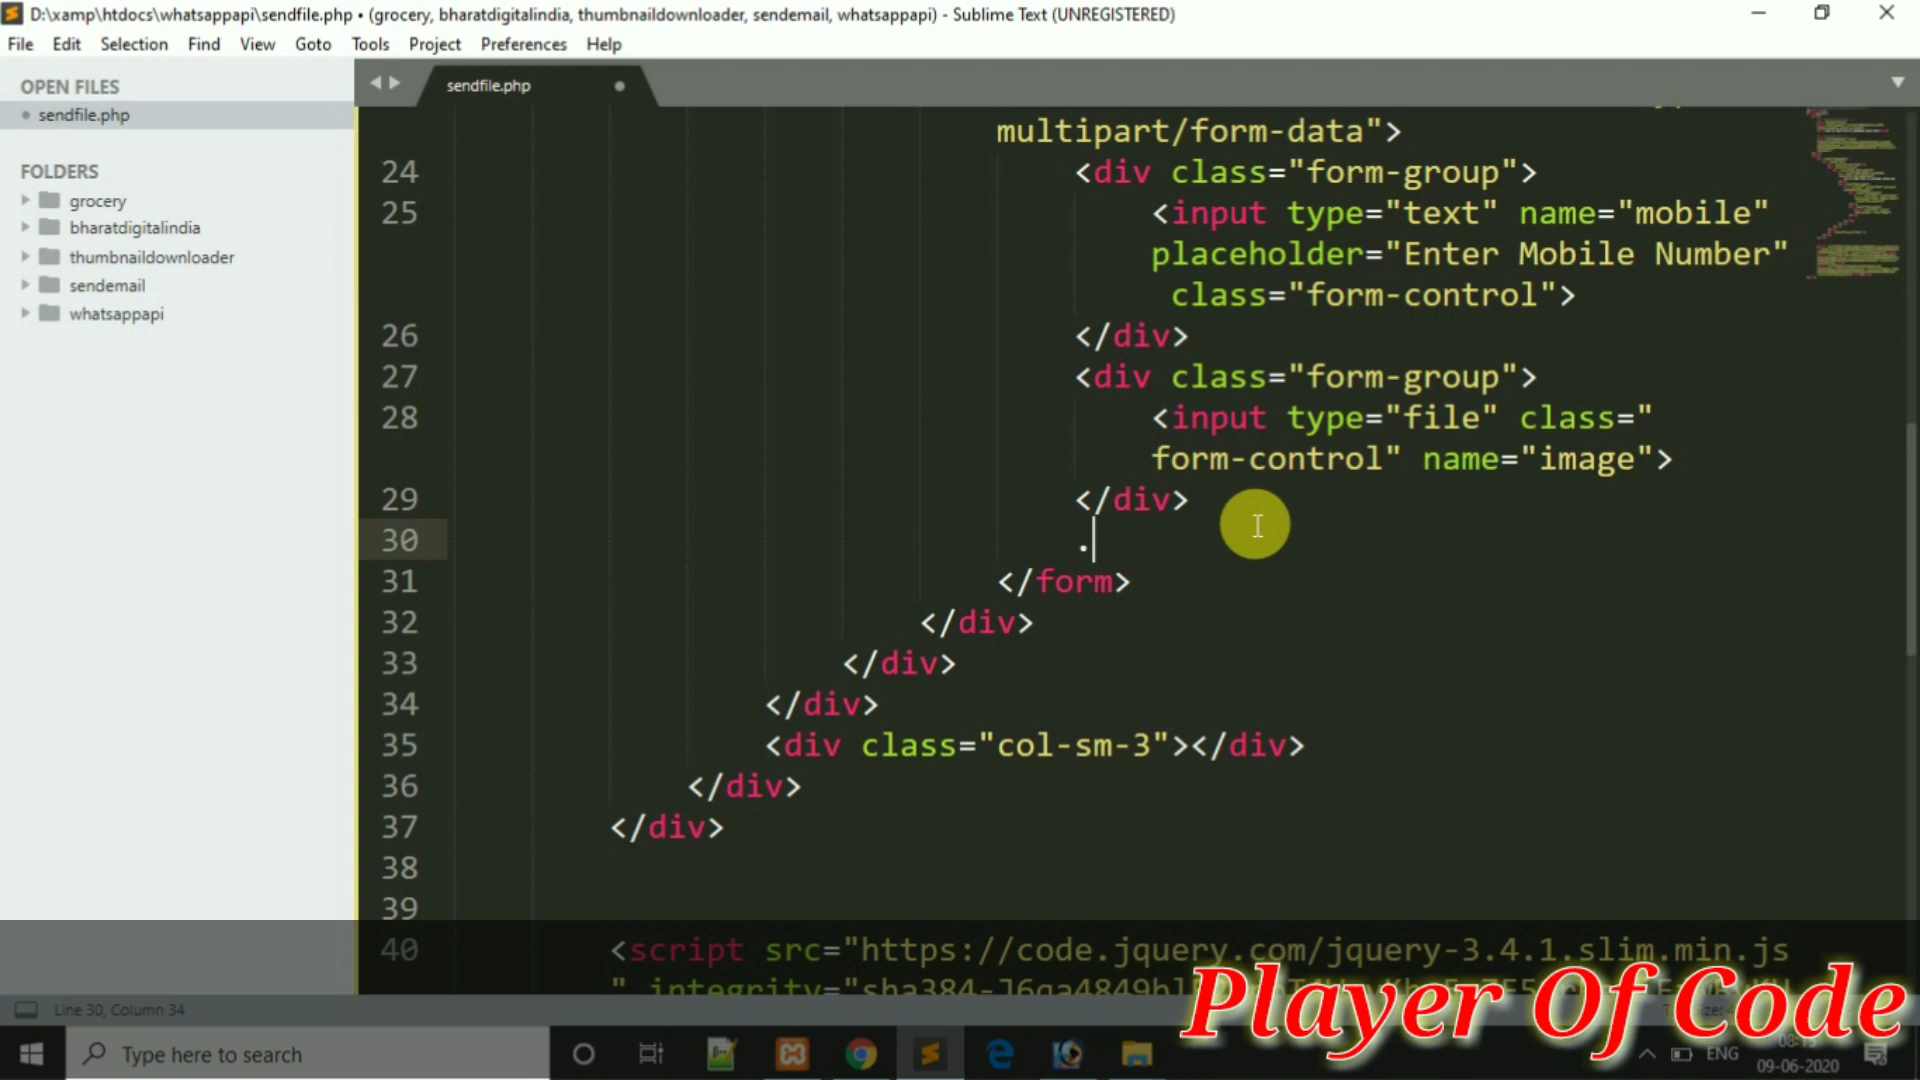 D:\xamp\htdocs\whatsappapi\sendfile.php • (grocery, bharatdigitalindia, thumbnaildownloader, sendemail, whatsappapi) - Sublime Text (UNREGISTERED)
File Edit Selection Find View Goto Tools Project Preferences Help
OPEN FILES
sendfile.php
FOLDERS
grocery
bharatdigitalindia
thumbnaildownloader
sendemail
whatsappapi
sendfile.php
multipart/form-data">
24 <div class="form-group">
25 <input type="text" name="mobile"
placeholder="Enter Mobile Number"
class="form-control">
26 </div>
27 <div class="form-group">
28 <input type="file" class="
form-control" name="image">
29 </div>
30 .
31 </form>
32 </div>
33 </div>
34 </div>
35 <div class="col-sm-3"></div>
36 </div>
37 </div>
38
39
40 <script src="https://code.jquery.com/jquery-3.4.1.slim.min.js
" integrity="sha384-J6qa4849blE2
Player Of Code
Line 30, Column 34
Type here to search
ENG
08:15
09-06-2020